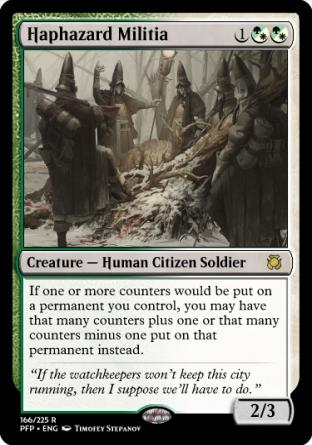 Haphazard Militia 1
Creature — Human Citizen Soldier
If one or more counters would be put on
a permanent you control, you may have
that many counters plus one or that many
counters minus one put on that
permanent instead.
“If the watchkeepers won’t keep this city
running, then I suppose we’ll have to do.”
2/3
166/225 R
PFP • ENG Timofey Stepanov